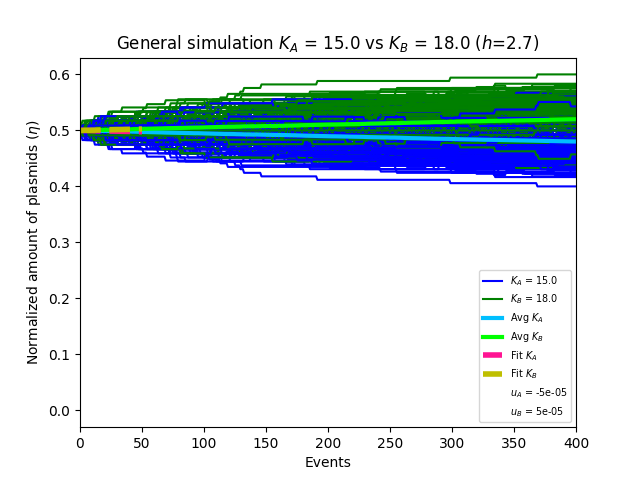 General simulation K_A = 15.0 vs K_B = 18.0 (h=2.7)
Normalized amount of plasmids (η)
0.6
0.5
0.4
0.3
0.2
0.1
0.0
K_A = 15.0
K_B = 18.0
Avg K_A
Avg K_B
Fit K_A
Fit K_B
u_A = -5e-05
u_B = 5e-05
0 50 100 150 200 250 300 350 400
Events